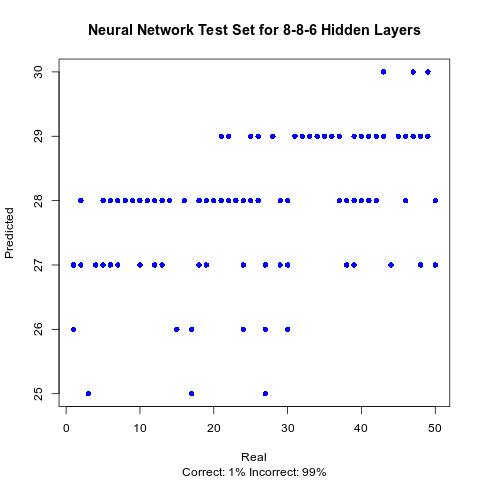 Neural Network Test Set for 8-8-6 Hidden Layers
Predicted
30
29
28
27
26
25
0 10 20 30 40 50
Real
Correct: 1% Incorrect: 99%